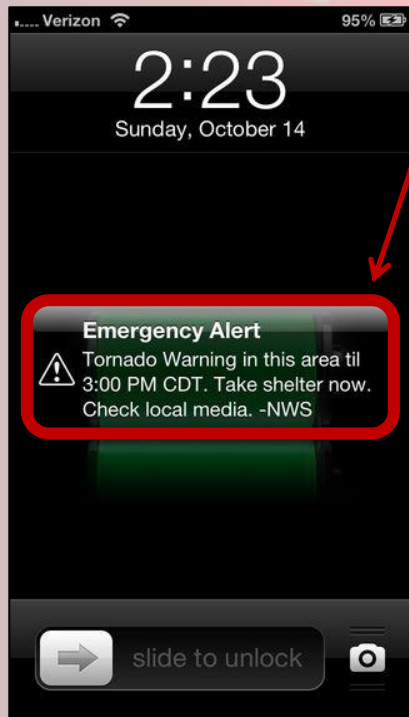 Verizon 95%
2:23
Sunday, October 14
Emergency Alert
Tornado Warning in this area til
3:00 PM CDT. Take shelter now.
Check local media. -NWS
slide to unlock